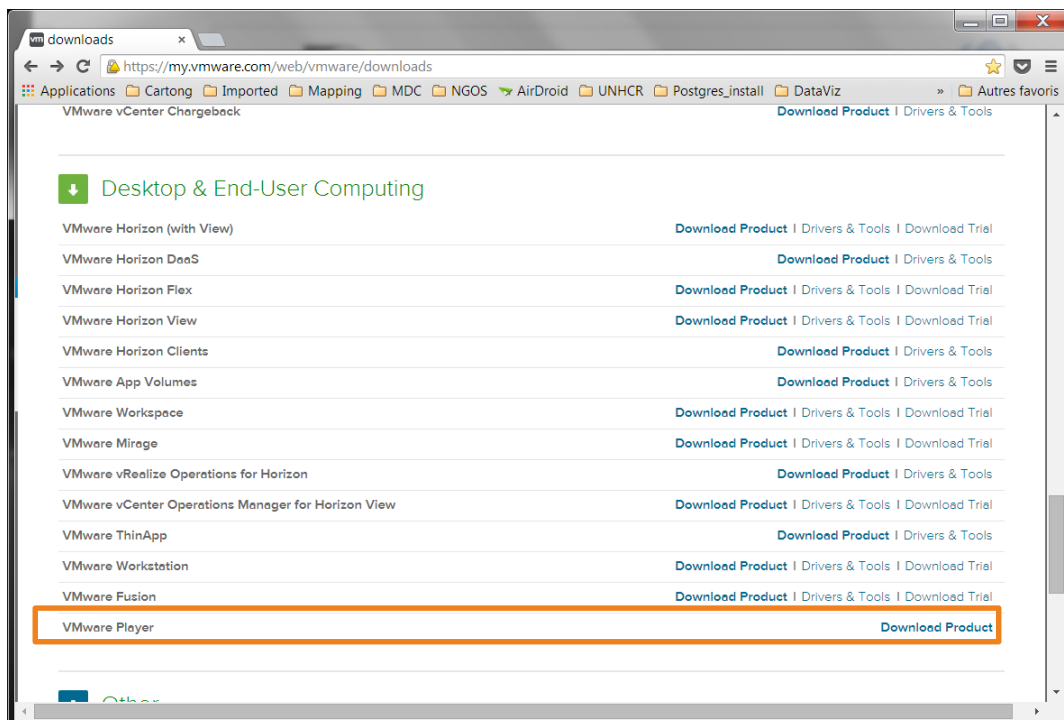 downloads
https://my.vmware.com/web/vmware/downloads
Applications Cartong Imported Mapping MDC NGOS AirDroid UNHCR Postgres_install DataViz » Autres favoris
VMware vCenter Chargeback Download Product | Drivers & Tools
Desktop & End-User Computing
VMware Horizon (with View) Download Product | Drivers & Tools | Download Trial
VMware Horizon DaaS Download Product | Drivers & Tools
VMware Horizon Flex Download Product | Drivers & Tools | Download Trial
VMware Horizon View Download Product | Drivers & Tools | Download Trial
VMware Horizon Clients Download Product | Drivers & Tools
VMware App Volumes Download Product | Drivers & Tools
VMware Workspace Download Product | Drivers & Tools | Download Trial
VMware Mirage Download Product | Drivers & Tools | Download Trial
VMware vRealize Operations for Horizon Download Product | Drivers & Tools
VMware vCenter Operations Manager for Horizon View Download Product | Drivers & Tools | Download Trial
VMware ThinApp Download Product | Drivers & Tools
VMware Workstation Download Product | Drivers & Tools | Download Trial
VMware Fusion Download Product | Drivers & Tools | Download Trial
VMware Player Download Product
Other